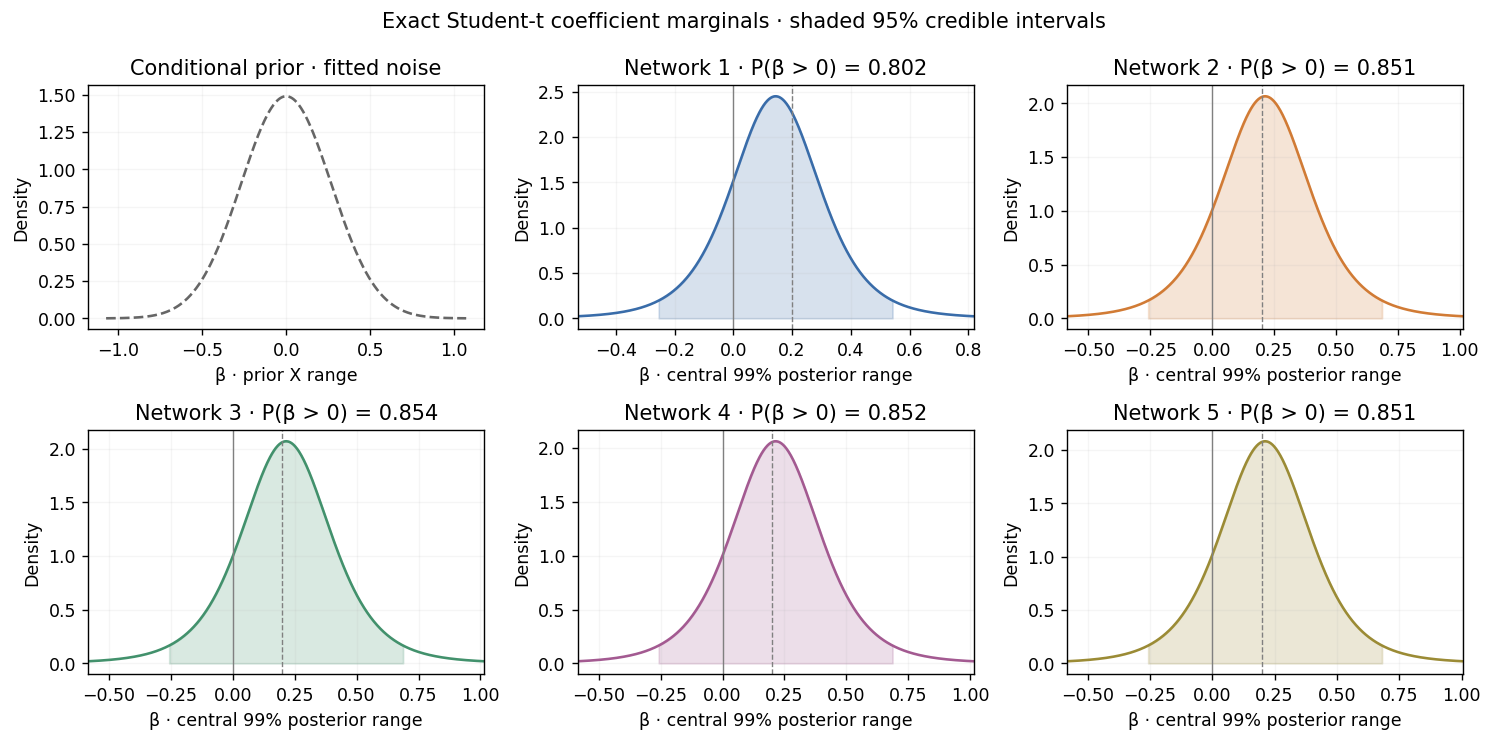 Exact Student-t coefficient marginals · shaded 95% credible intervals
Conditional prior · fitted noise
Density
1.50
1.25
1.00
0.75
0.50
0.25
0.00
−1.0 −0.5 0.0 0.5 1.0
β · prior X range
Network 1 · P(β > 0) = 0.802
Density
2.5
2.0
1.5
1.0
0.5
0.0
−0.4 −0.2 0.0 0.2 0.4 0.6 0.8
β · central 99% posterior range
Network 2 · P(β > 0) = 0.851
Density
2.0
1.5
1.0
0.5
0.0
−0.50 −0.25 0.00 0.25 0.50 0.75 1.00
β · central 99% posterior range
Network 3 · P(β > 0) = 0.854
Density
2.0
1.5
1.0
0.5
0.0
−0.50 −0.25 0.00 0.25 0.50 0.75 1.00
β · central 99% posterior range
Network 4 · P(β > 0) = 0.852
Density
2.0
1.5
1.0
0.5
0.0
−0.50 −0.25 0.00 0.25 0.50 0.75 1.00
β · central 99% posterior range
Network 5 · P(β > 0) = 0.851
Density
2.0
1.5
1.0
0.5
0.0
−0.50 −0.25 0.00 0.25 0.50 0.75 1.00
β · central 99% posterior range